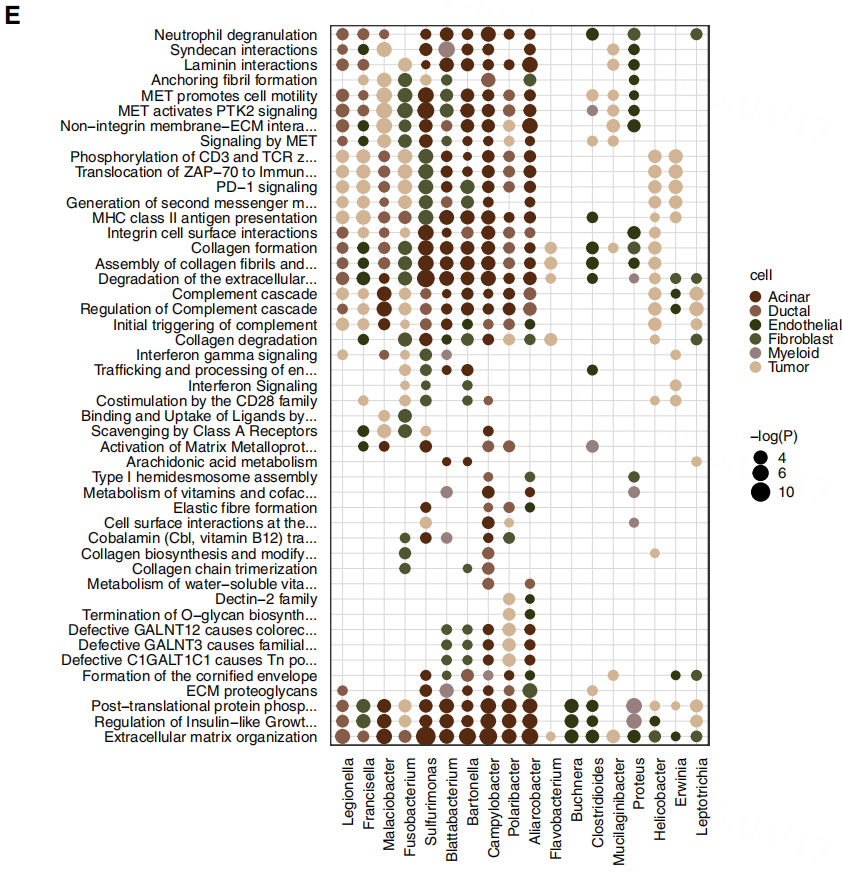 E
Neutrophil degranulation
Syndecan interactions
Laminin interactions
Anchoring fibril formation
MET promotes cell motility
MET activates PTK2 signaling
Non−integrin membrane−ECM intera...
Signaling by MET
Phosphorylation of CD3 and TCR z...
Translocation of ZAP−70 to Immun...
PD−1 signaling
Generation of second messenger m...
MHC class II antigen presentation
Integrin cell surface interactions
Collagen formation
Assembly of collagen fibrils and...
Degradation of the extracellular...
Complement cascade
Regulation of Complement cascade
Initial triggering of complement
Collagen degradation
Interferon gamma signaling
Trafficking and processing of en...
Interferon Signaling
Costimulation by the CD28 family
Binding and Uptake of Ligands by...
Scavenging by Class A Receptors
Activation of Matrix Metalloprot...
Arachidonic acid metabolism
Type I hemidesmosome assembly
Metabolism of vitamins and cofac...
Elastic fibre formation
Cell surface interactions at the...
Cobalamin (Cbl, vitamin B12) tra...
Collagen biosynthesis and modify...
Collagen chain trimerization
Metabolism of water−soluble vita...
Dectin−2 family
Termination of O−glycan biosynth...
Defective GALNT12 causes colorec...
Defective GALNT3 causes familial...
Defective C1GALT1C1 causes Tn po...
Formation of the cornified envelope
ECM proteoglycans
Post−translational protein phosp...
Regulation of Insulin−like Growt...
Extracellular matrix organization
Legionella
Francisella
Malaciobacter
Fusobacterium
Sulfurimonas
Blattabacterium
Bartonella
Campylobacter
Polaribacter
Aliarcobacter
Flavobacterium
Buchnera
Clostridioides
Mucilaginibacter
Proteus
Helicobacter
Erwinia
Leptotrichia
cell
Acinar
Ductal
Endothelial
Fibroblast
Myeloid
Tumor
−log(P)
4
6
10